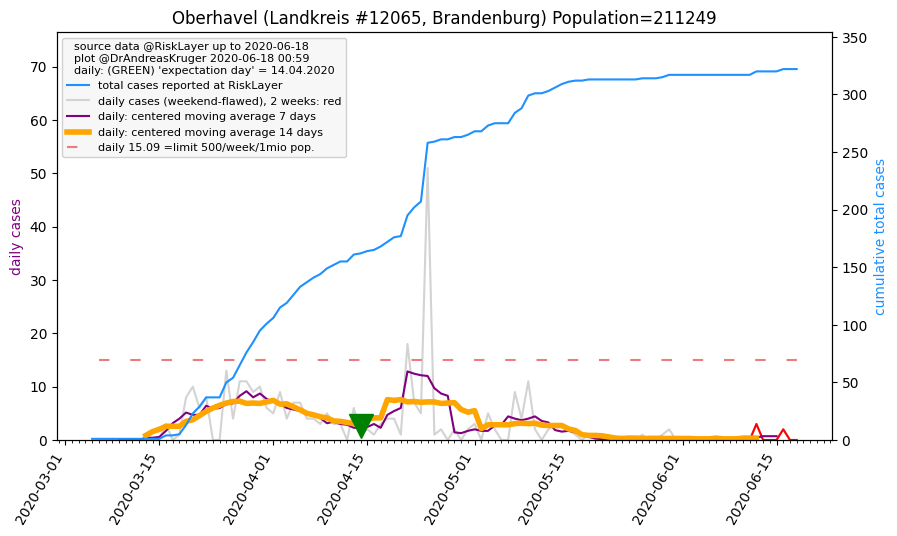 Oberhavel (Landkreis #12065, Brandenburg) Population=211249
source data @RiskLayer up to 2020-06-18
plot @DrAndreasKruger 2020-06-18 00:59
daily: (GREEN) 'expectation day' = 14.04.2020
total cases reported at RiskLayer
daily cases (weekend-flawed), 2 weeks: red
daily: centered moving average 7 days
daily: centered moving average 14 days
daily 15.09 =limit 500/week/1mio pop.
daily cases
70
60
50
40
30
20
10
0
cumulative total cases
350
300
250
200
150
100
50
0
2020-03-01
2020-03-15
2020-04-01
2020-04-15
2020-05-01
2020-05-15
2020-06-01
2020-06-15